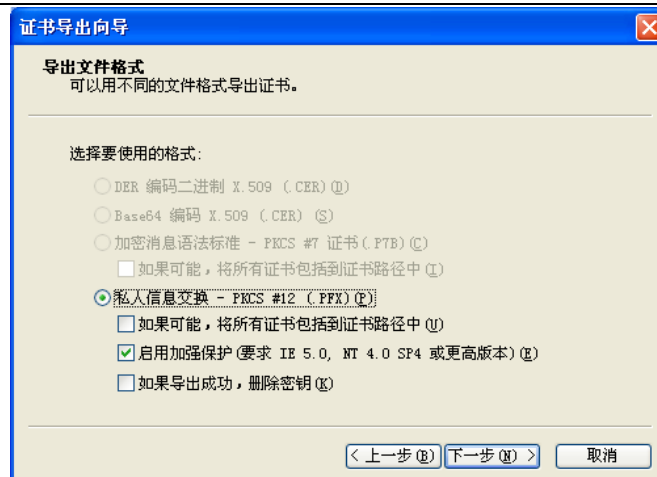 证书导出向导
导出文件格式
可以用不同的文件格式导出证书。
选择要使用的格式:
DER 编码二进制 X.509 (.CER)(D)
Base64 编码 X.509 (.CER) (S)
加密消息语法标准 - PKCS #7 证书(.P7B)(C)
如果可能,将所有证书包括到证书路径中(I)
私人信息交换 - PKCS #12 (.PFX)(P)
如果可能,将所有证书包括到证书路径中(U)
启用加强保护(要求 IE 5.0, NT 4.0 SP4 或更高版本)(E)
如果导出成功,删除密钥(K)
< 上一步(B) 下一步(N) > 取消